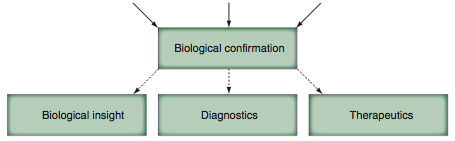 Biological confirmation
Biological insight
Diagnostics
Therapeutics